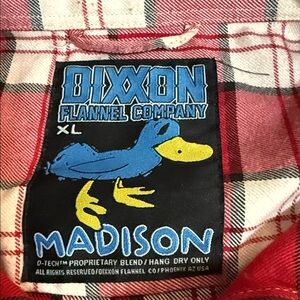 DIXXON
FLANNEL COMPANY
XL
MADISON
D-TECH™ PROPRIETARY BLEND/ HANG DRY ONLY
ALL RIGHTS RESERVED/DIXXON FLANNEL CO/PHOENIX AZ USA